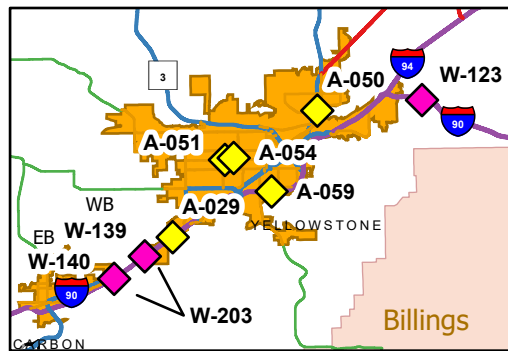 A-050
94
W-123
3
90
A-051
A-054
A-059
A-029
YELLOWSTONE
WB
EB
W-139
W-140
90
W-203
Billings
CARBON